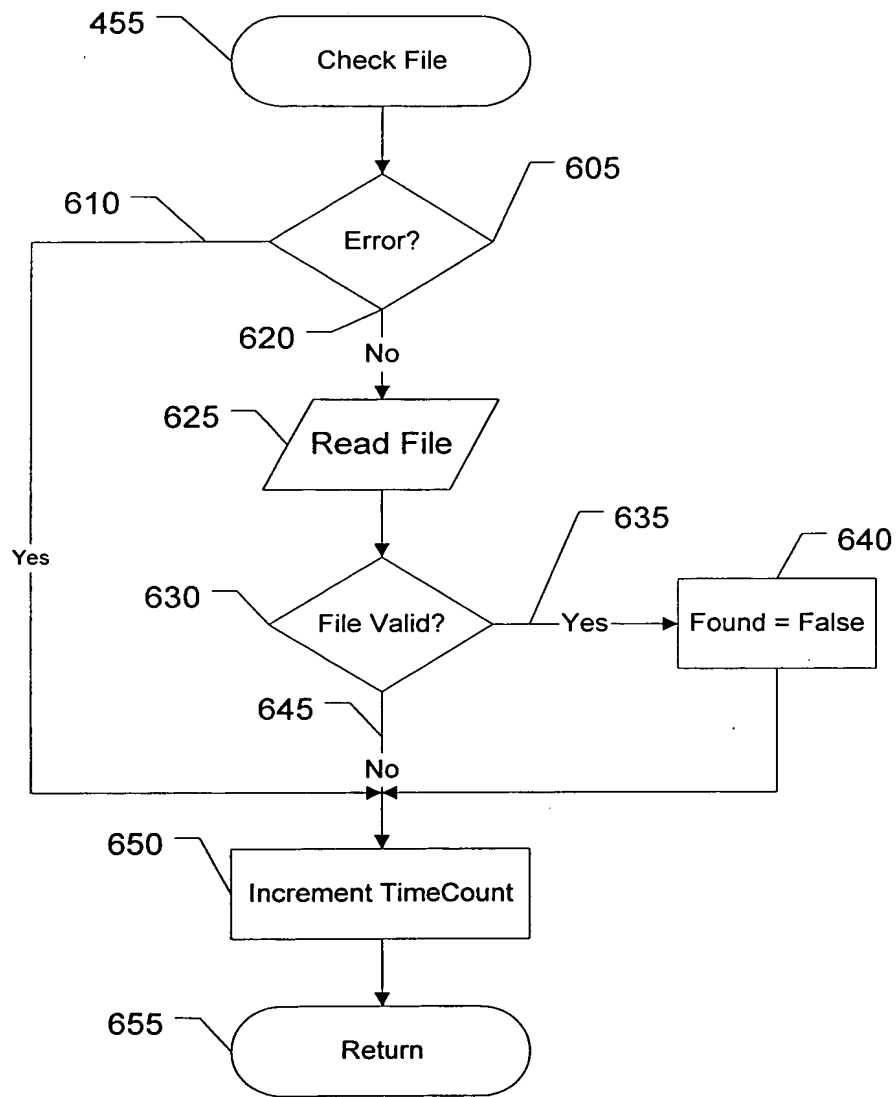 455
Check File
605
610
Error?
620
No
625
Read File
635
Yes
640
630
File Valid?
Yes
Found = False
645
No
650
Increment TimeCount
655
Return